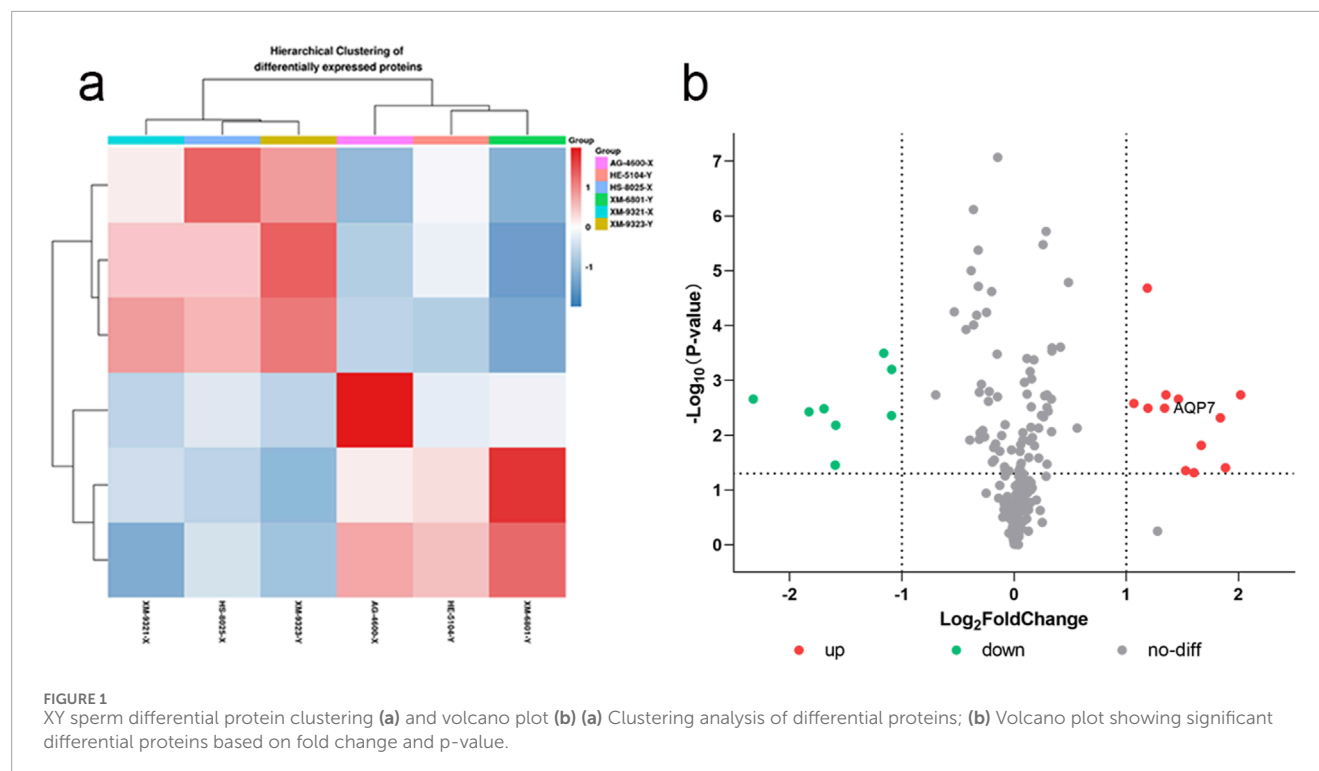 a
Hierarchical Clustering of
differentially expressed proteins
Group
1
0
-1
Group
AG-4600-X
HE-5104-Y
HS-8025-X
XM-6801-Y
XM-9321-X
XM-9323-Y
XM-9321-X
HS-8025-X
XM-9323-Y
AG-4600-X
HE-5104-Y
XM-6801-Y
b
-Log10(P-value)
7
6
5
4
3
2
1
0
AQP7
-2
-1
0
1
2
Log2FoldChange
up
down
no-diff
FIGURE 1
XY sperm differential protein clustering (a) and volcano plot (b) (a) Clustering analysis of differential proteins; (b) Volcano plot showing significant
differential proteins based on fold change and p-value.